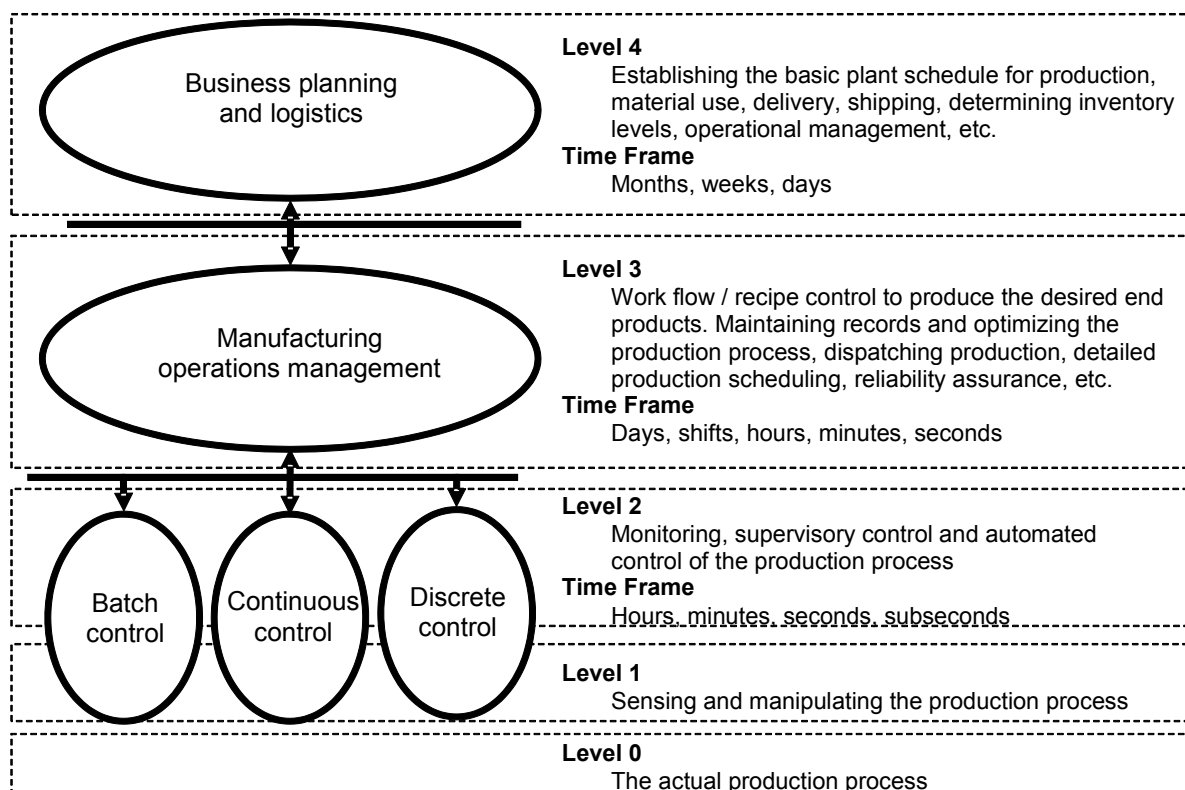 Business planning
and logistics
Level 4
Establishing the basic plant schedule for production,
material use, delivery, shipping, determining inventory
levels, operational management, etc.
Time Frame
Months, weeks, days
Manufacturing
operations management
Level 3
Work flow / recipe control to produce the desired end
products. Maintaining records and optimizing the
production process, dispatching production, detailed
production scheduling, reliability assurance, etc.
Time Frame
Days, shifts, hours, minutes, seconds
Batch
control
Continuous
control
Discrete
control
Level 2
Monitoring, supervisory control and automated
control of the production process
Time Frame
Hours, minutes, seconds, subseconds
Level 1
Sensing and manipulating the production process
Level 0
The actual production process